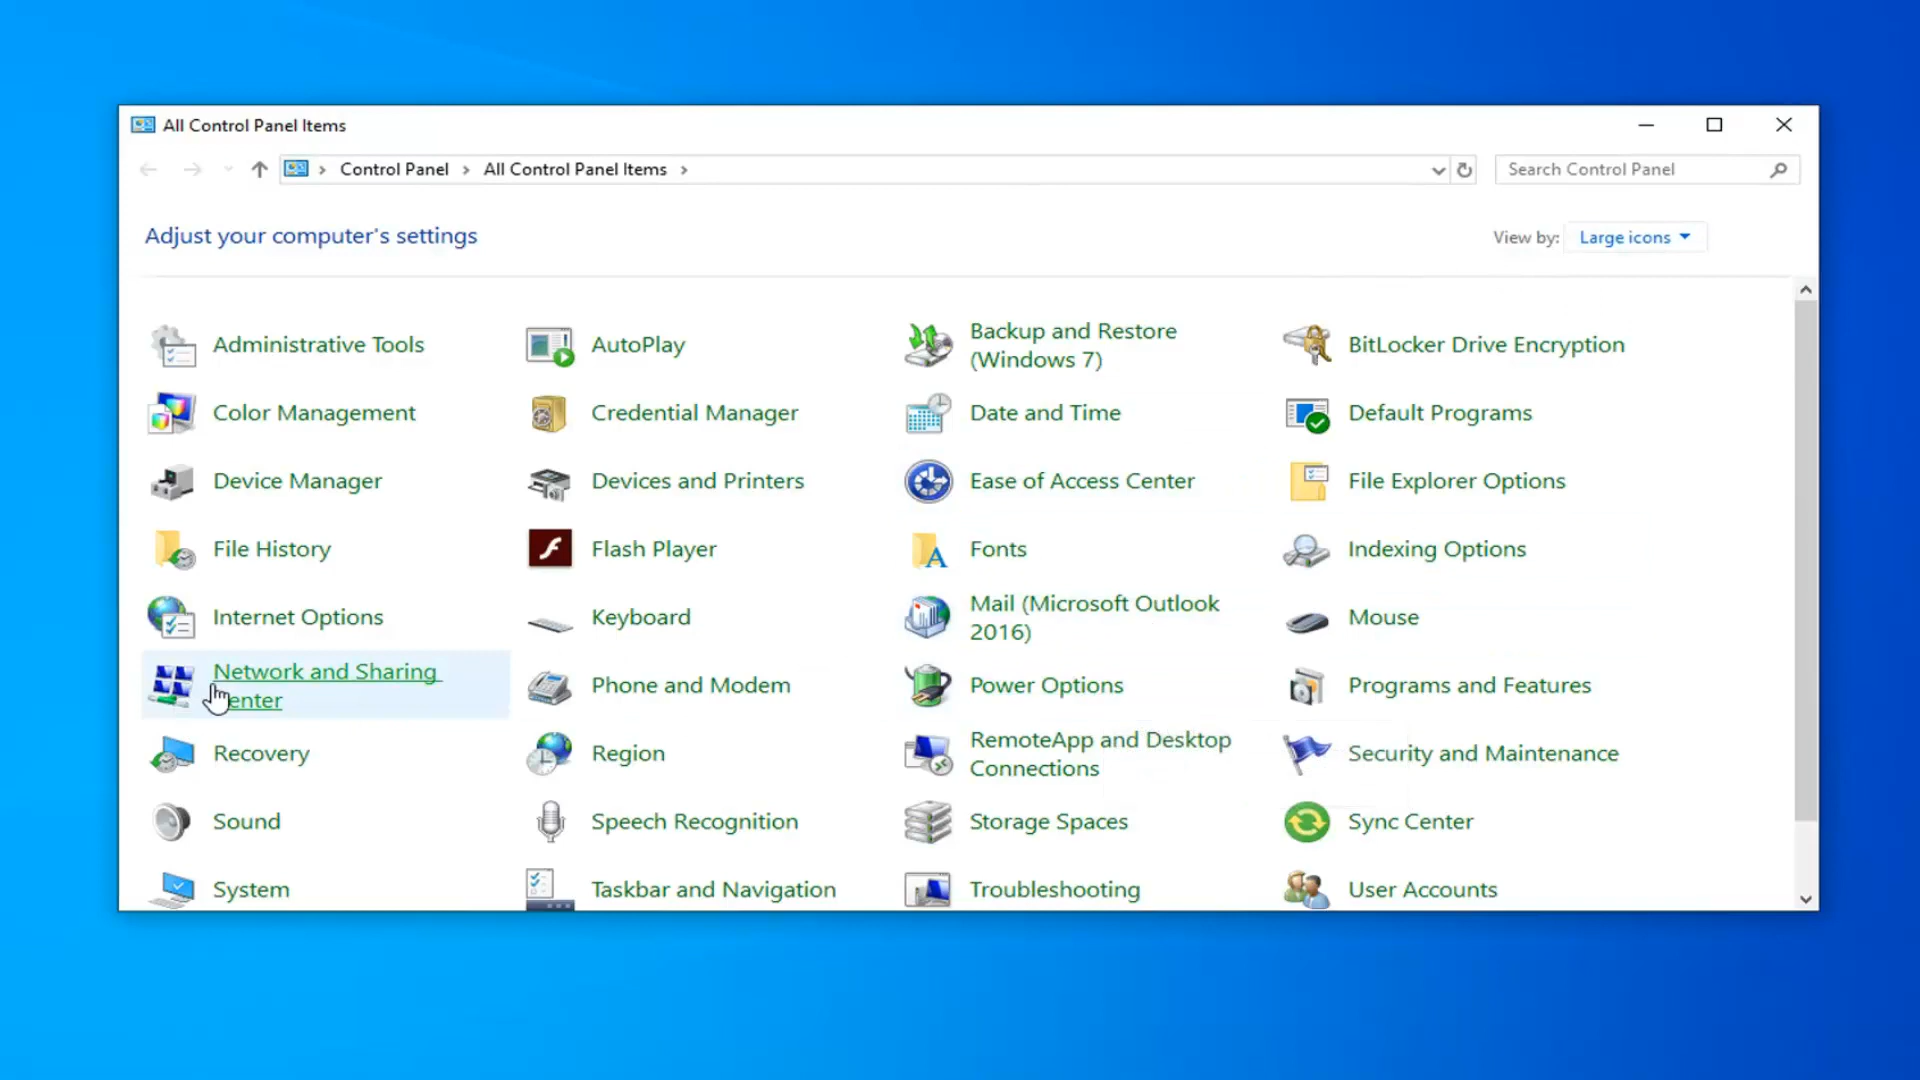 All Control Panel Items
Control Panel
All Control Panel Items
Search Control Panel
Adjust your computer's settings
View by:
Large icons
Administrative Tools
AutoPlay
Backup and Restore
(Windows 7)
BitLocker Drive Encryption
Color Management
Credential Manager
Date and Time
Default Programs
Device Manager
Devices and Printers
Ease of Access Center
File Explorer Options
File History
Flash Player
Fonts
Indexing Options
Internet Options
Keyboard
Mail (Microsoft Outlook
2016)
Mouse
Network and Sharing
Center
Phone and Modem
Power Options
Programs and Features
Recovery
Region
RemoteApp and Desktop
Connections
Security and Maintenance
Sound
Speech Recognition
Storage Spaces
Sync Center
System
Taskbar and Navigation
Troubleshooting
User Accounts